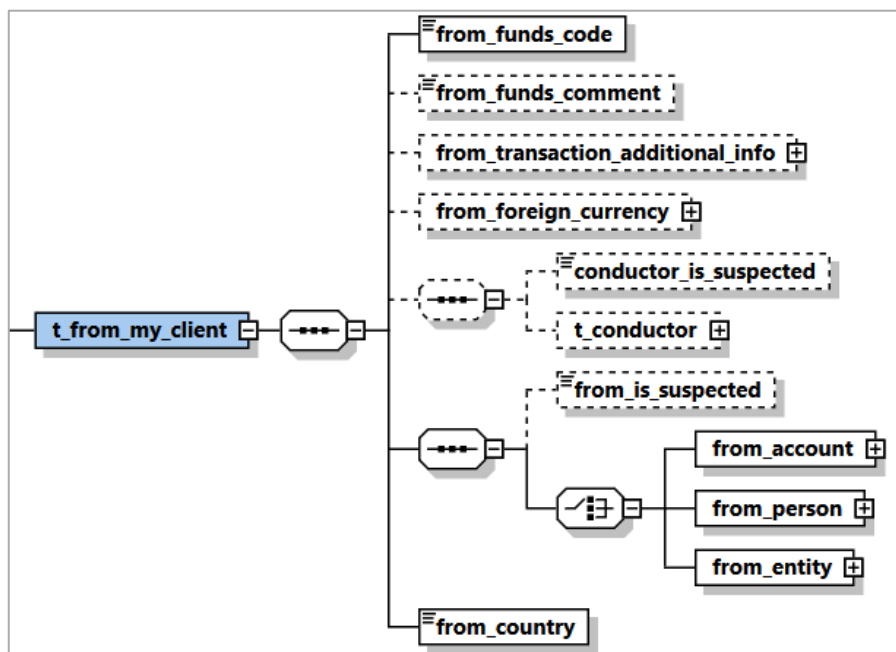 from_funds_code
from_funds_comment
from_transaction_additional_info
from_foreign_currency
conductor_is_suspected
t_from_my_client
t_conductor
from_is_suspected
from_account
from_person
from_entity
from_country